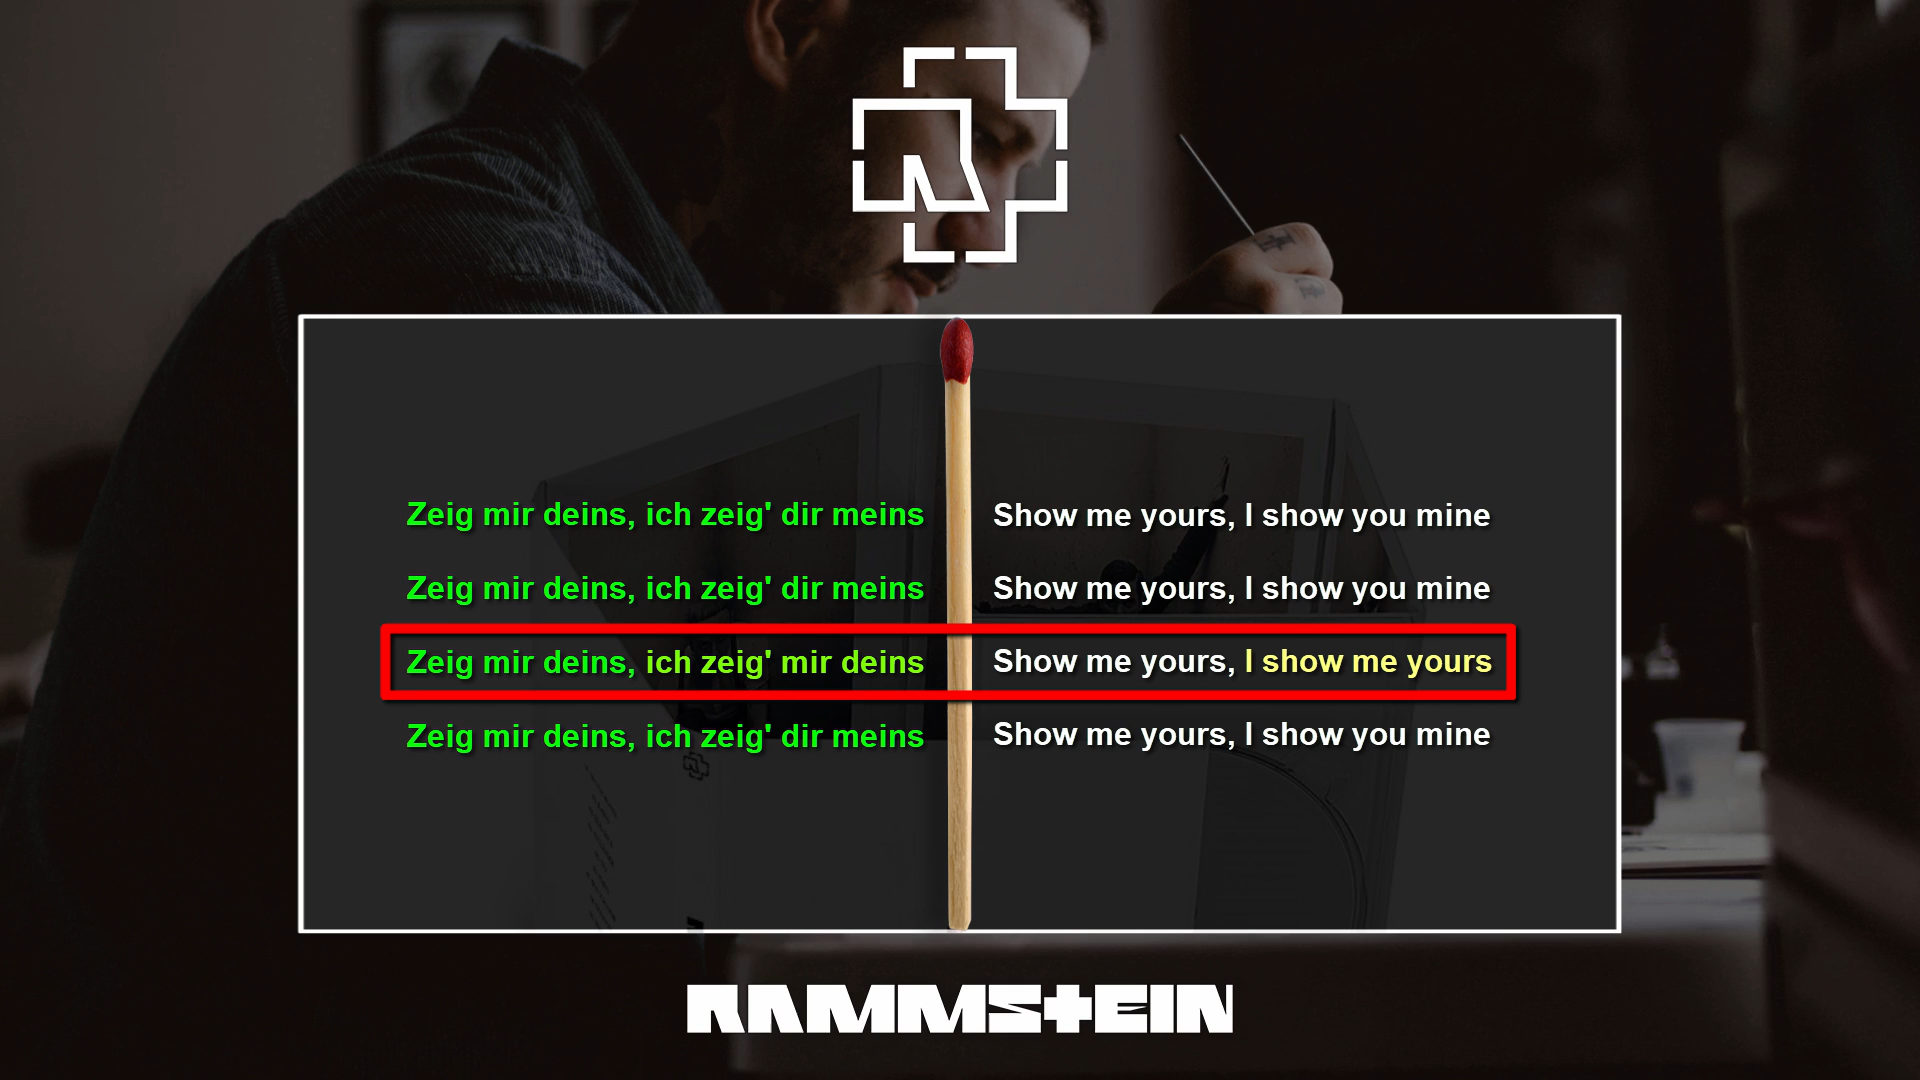 Zeig mir deins, ich zeig' dir meins
Zeig mir deins, ich zeig' dir meins
Zeig mir deins, ich zeig' mir deins
Zeig mir deins, ich zeig' dir meins
Show me yours, I show you mine
Show me yours, I show you mine
Show me yours, I show me yours
Show me yours, I show you mine
RAMMSTEIN